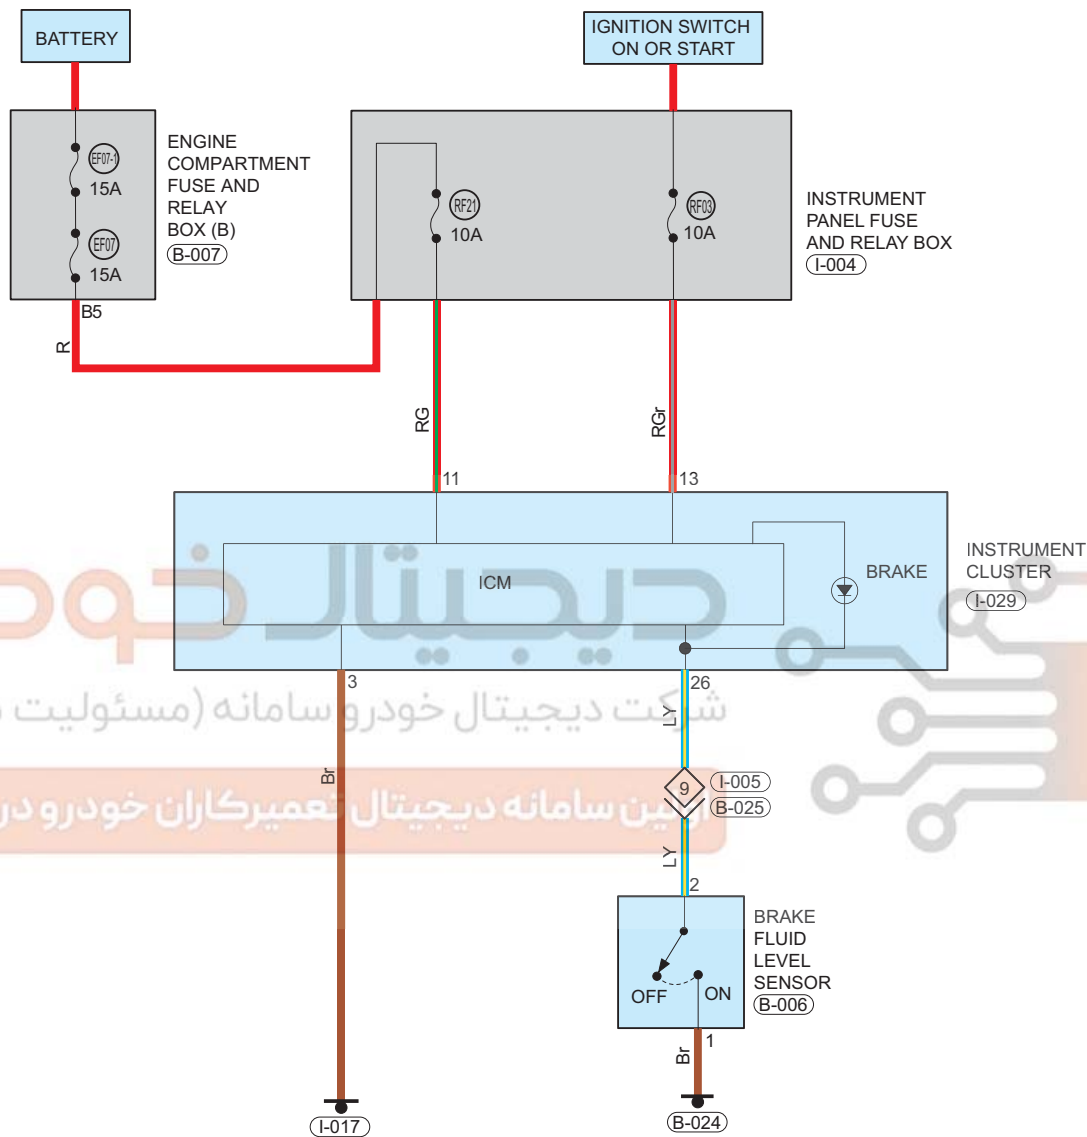 BATTERY
IGNITION SWITCH
ON OR START
EF07-1
15A
EF07
15A
ENGINE
COMPARTMENT
FUSE AND
RELAY
BOX (B)
B-007
RF21
10A
RF03
10A
INSTRUMENT
PANEL FUSE
AND RELAY BOX
I-004
B5
R
RG
RGr
11
13
ICM
BRAKE
INSTRUMENT
CLUSTER
I-029
دیجیتال خود
3
26
شرکت دیجیتال خودرو سامانه (مسئولیت
LY
Br
9
I-005
B-025
اولین سامانه دیجیتال تعمیرکاران خودرو در
LY
2
BRAKE
FLUID
LEVEL
SENSOR
B-006
OFF
ON
1
Br
I-017
B-024